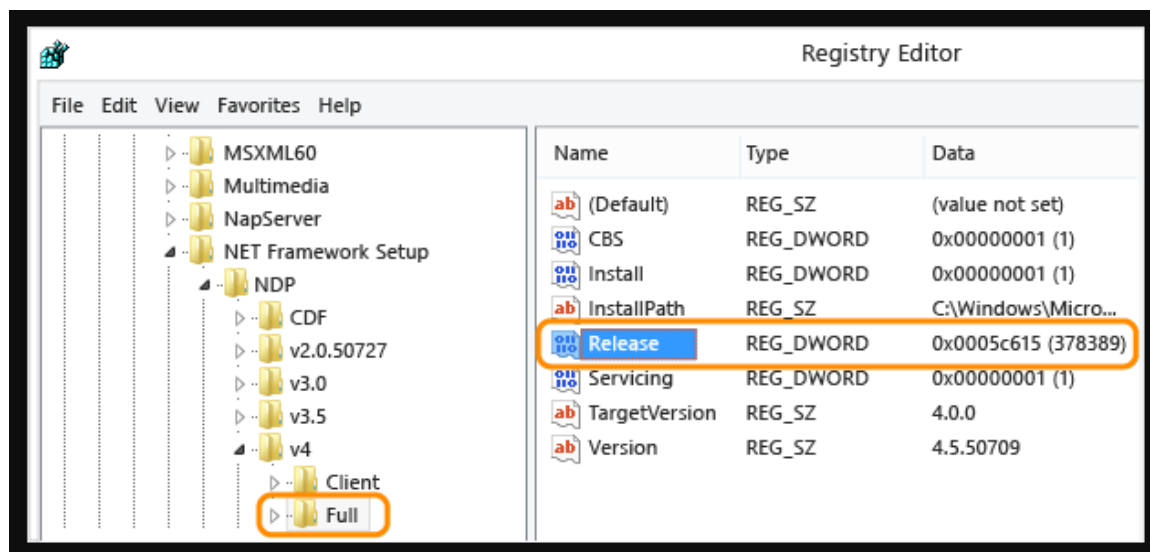 Registry Editor
File Edit View Favorites Help
MSXML60
Multimedia
NapServer
NET Framework Setup
NDP
CDF
v2.0.50727
v3.0
v3.5
v4
Client
Full
Name Type Data
(Default) REG_SZ (value not set)
CBS REG_DWORD 0x00000001 (1)
Install REG_DWORD 0x00000001 (1)
InstallPath REG_SZ C:\Windows\Micro...
Release REG_DWORD 0x0005c615 (378389)
Servicing REG_DWORD 0x00000001 (1)
TargetVersion REG_SZ 4.0.0
Version REG_SZ 4.5.50709